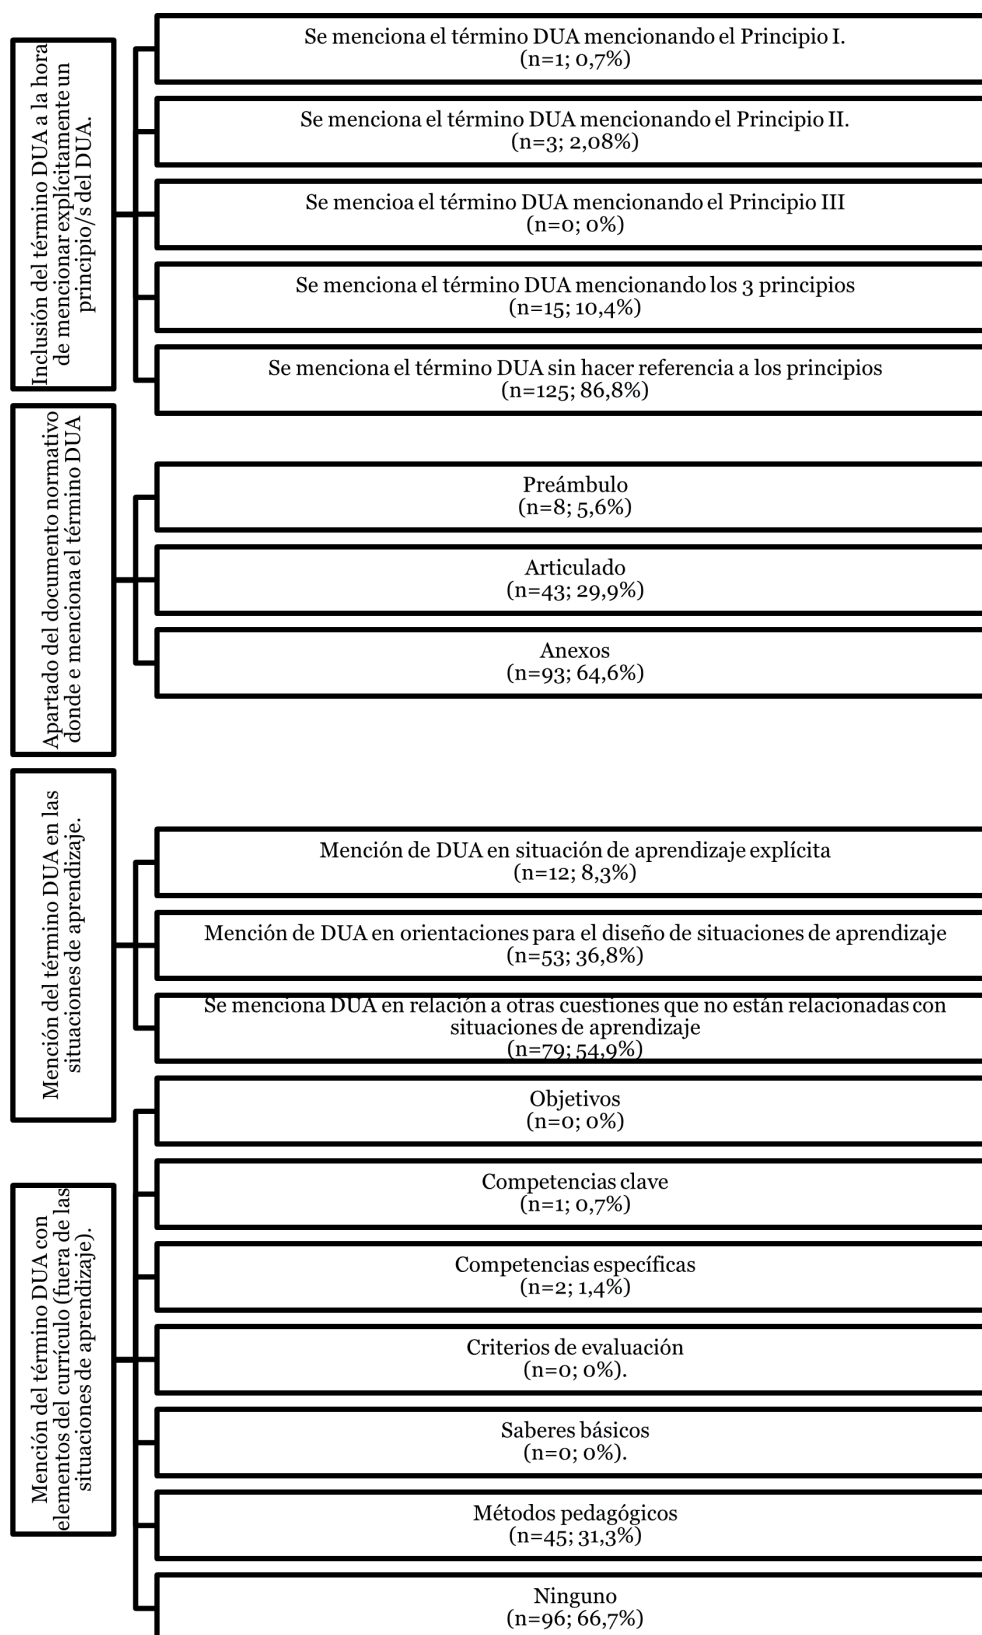 Inclusión del término DUA a la hora
de mencionar explícitamente un
principio/s del DUA.
Se menciona el término DUA mencionando el Principio I.
(n=1; 0,7%)
Se menciona el término DUA mencionando el Principio II.
(n=3; 2,08%)
Se mencioa el término DUA mencionando el Principio III
(n=0; 0%)
Se menciona el término DUA mencionando los 3 principios
(n=15; 10,4%)
Se menciona el término DUA sin hacer referencia a los principios
(n=125; 86,8%)
Apartado del documento normativo
donde e menciona el término DUA
Preámbulo
(n=8; 5,6%)
Articulado
(n=43; 29,9%)
Anexos
(n=93; 64,6%)
Mención del término DUA en las
situaciones de aprendizaje.
Mención de DUA en situación de aprendizaje explícita
(n=12; 8,3%)
Mención de DUA en orientaciones para el diseño de situaciones de aprendizaje
(n=53; 36,8%)
Se menciona DUA en relación a otras cuestiones que no están relacionadas con
situaciones de aprendizaje
(n=79; 54,9%)
Mención del término DUA con
elementos del currículo (fuera de las
situaciones de aprendizaje).
Objetivos
(n=0; 0%)
Competencias clave
(n=1; 0,7%)
Competencias específicas
(n=2; 1,4%)
Criterios de evaluación
(n=0; 0%).
Saberes básicos
(n=0; 0%).
Métodos pedagógicos
(n=45; 31,3%)
Ninguno
(n=96; 66,7%)